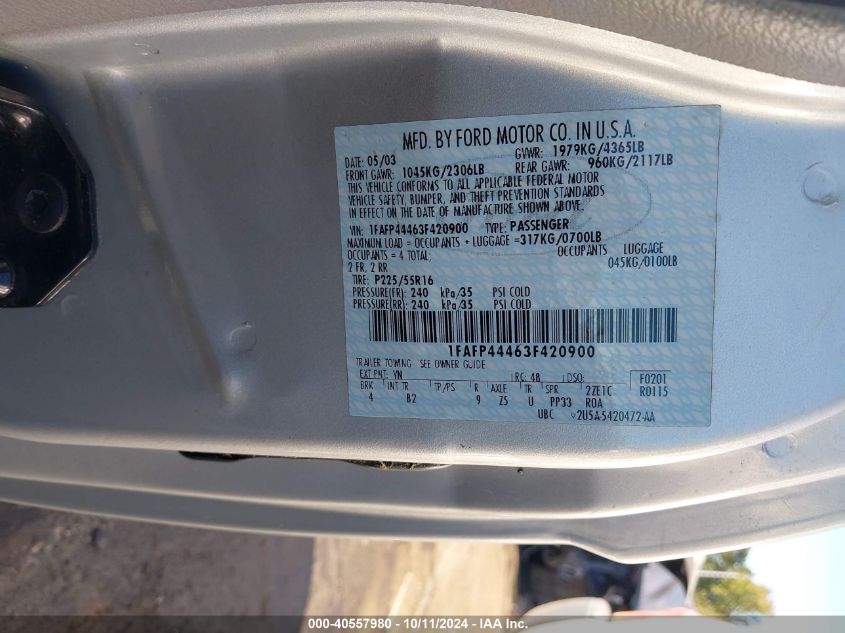 MFD. BY FORD MOTOR CO. IN U.S.A.
DATE: 05/03 GVWR: 1979KG/4365LB
FRONT GAWR: 1045KG/2306LB REAR GAWR: 960KG/2117LB
THIS VEHICLE CONFORMS TO ALL APPLICABLE FEDERAL MOTOR
VEHICLE SAFETY, BUMPER, AND THEFT PREVENTION STANDARDS
IN EFFECT ON THE DATE OF MANUFACTURE SHOWN ABOVE.
VIN: 1FAFP44463F420900 TYPE: PASSENGER
MAXIMUM LOAD = OCCUPANTS + LUGGAGE =317KG/0700LB
OCCUPANTS = 4 TOTAL; OCCUPANTS LUGGAGE
2 FR, 2 RR 045KG/0100LB
TIRE: P225/55R16
PRESSURE(FR): 240 kPa/35 PSI COLD
PRESSURE(RR): 240 kPa/35 PSI COLD
1FAFP44463F420900
TRAILER TOWING - SEE OWNER GUIDE
EXT PNT: YN RC: 48 DSO: F0201
BRK INT TR TP/PS R AXLE TR SPR 2ZE1C R0115
4 B2 9 Z5 U PP33 ROA
UBC v2U5A-5420472-AA
000-40557980 - 10/11/2024 - IAA Inc.